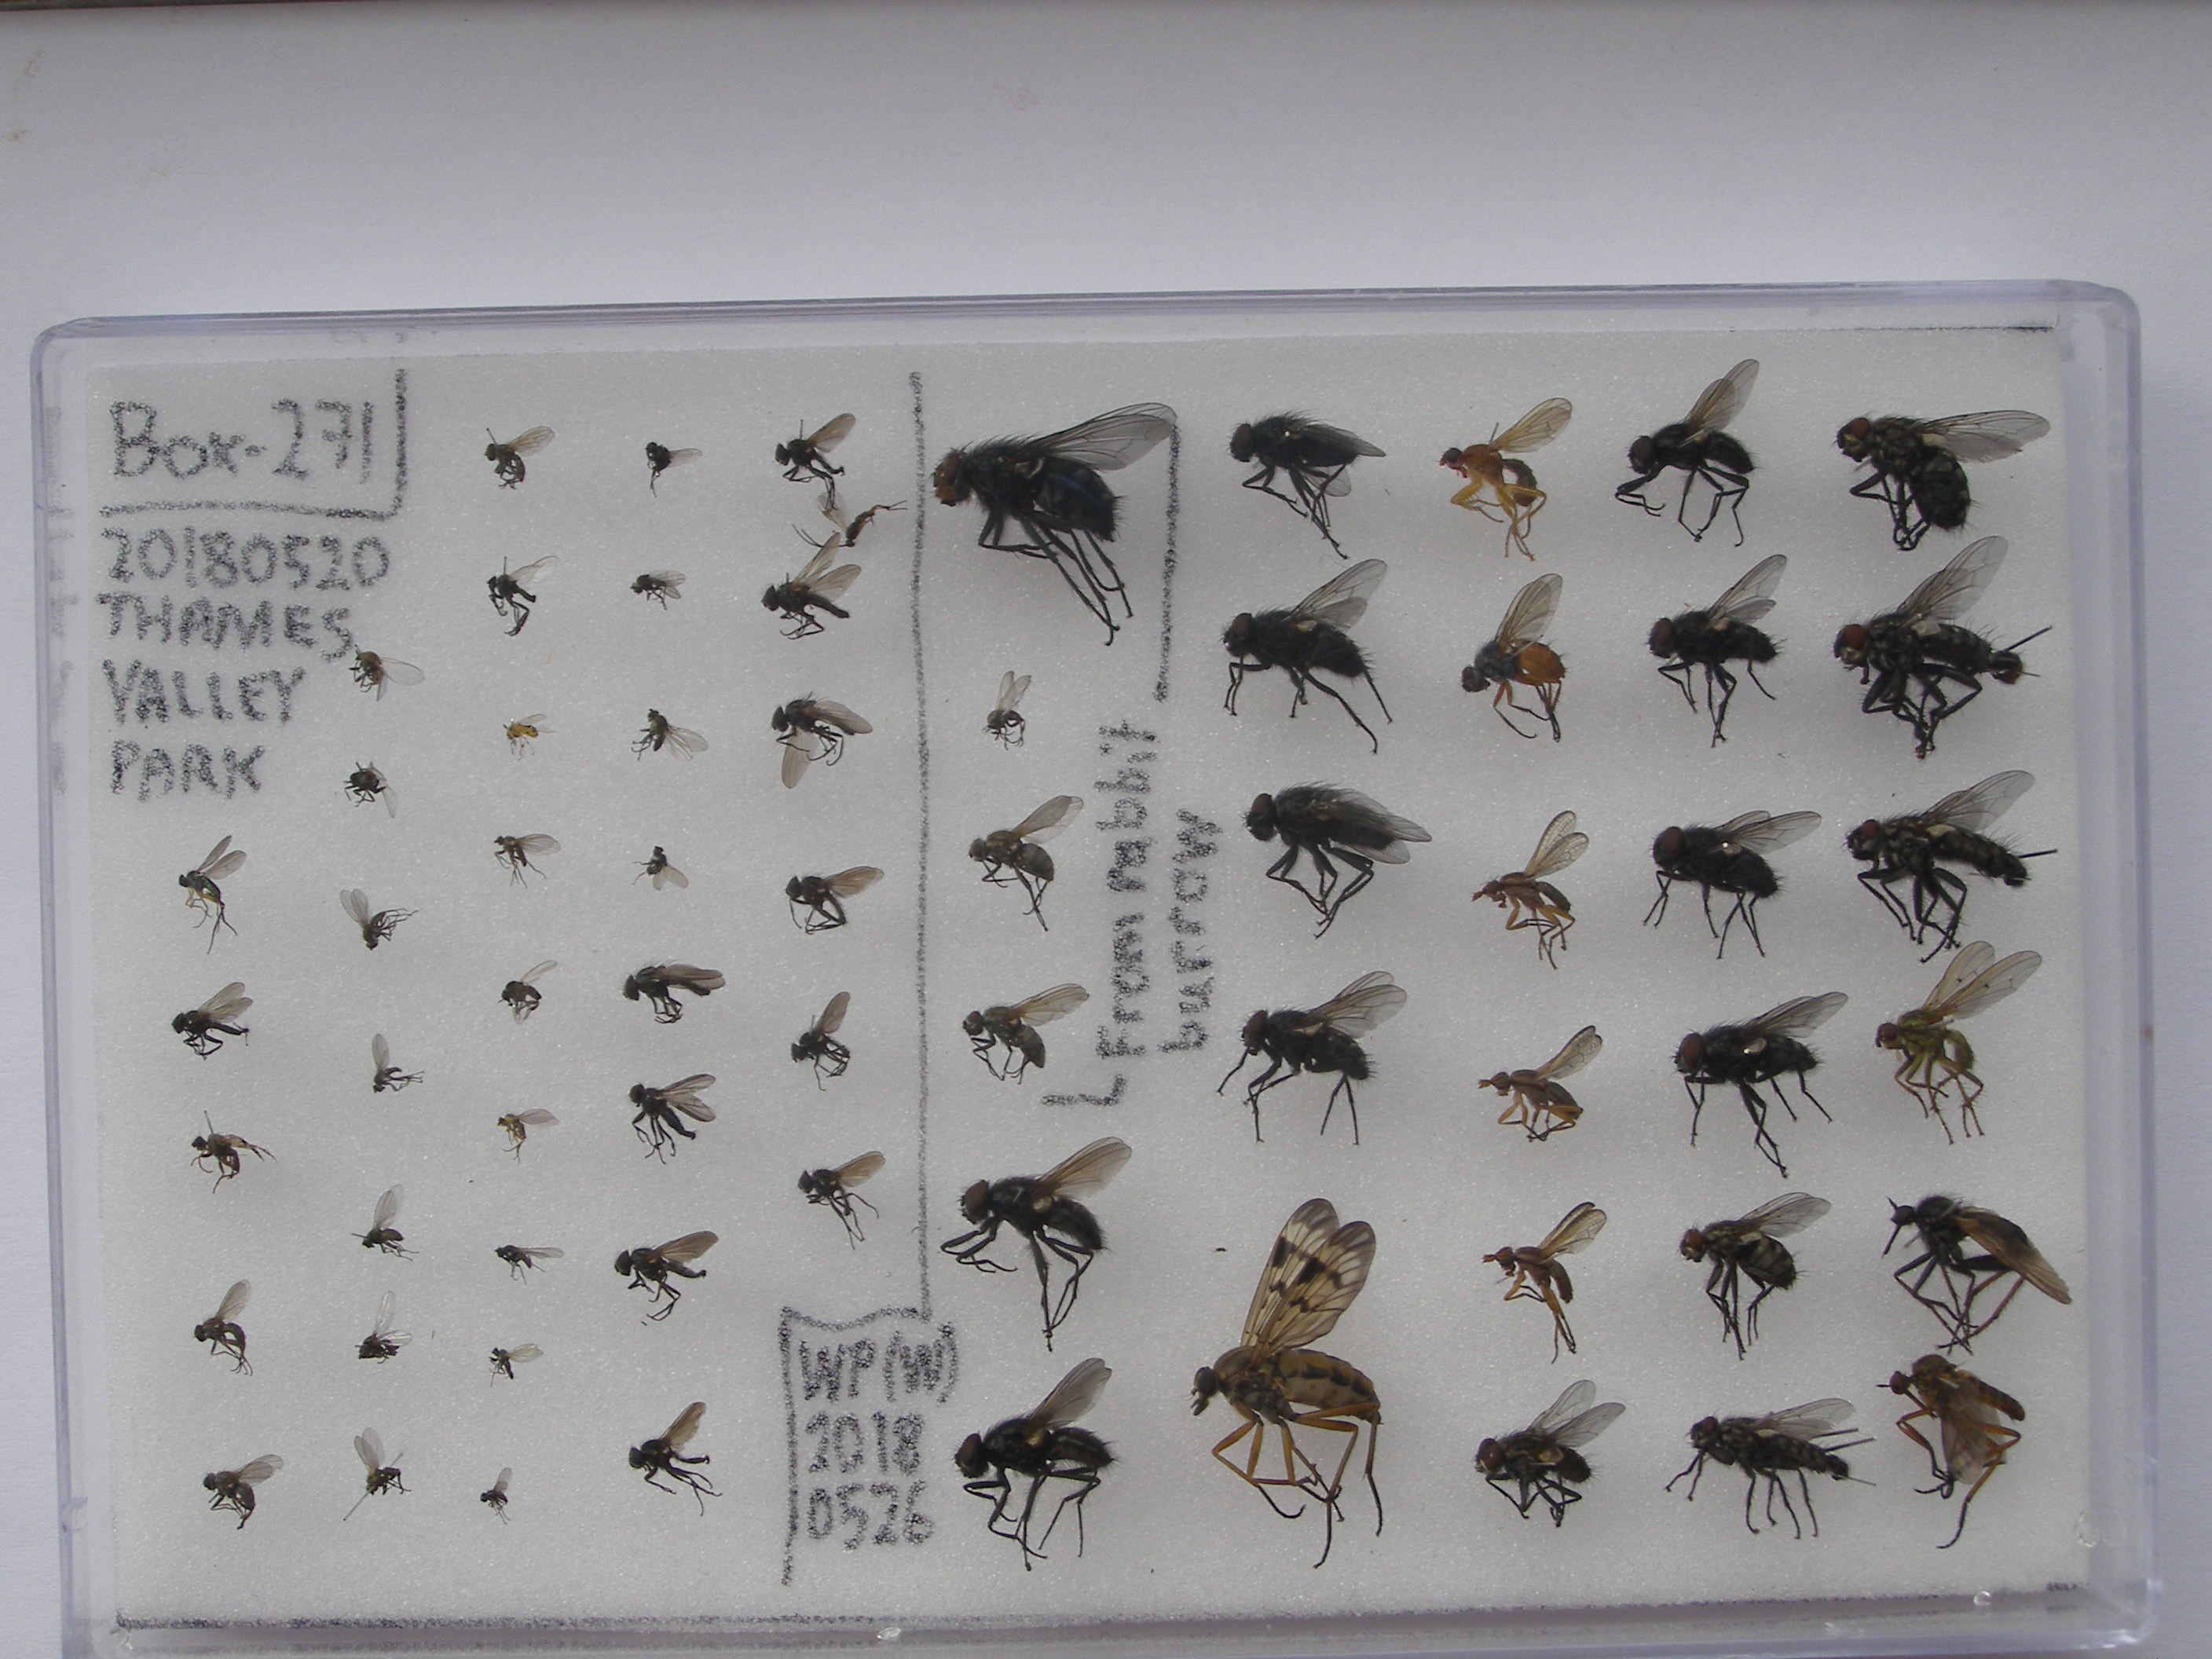 Box-271
20180520
THAMES
VALLEY
PARK
From rabbit
burrow
WP(W)
2018
0526